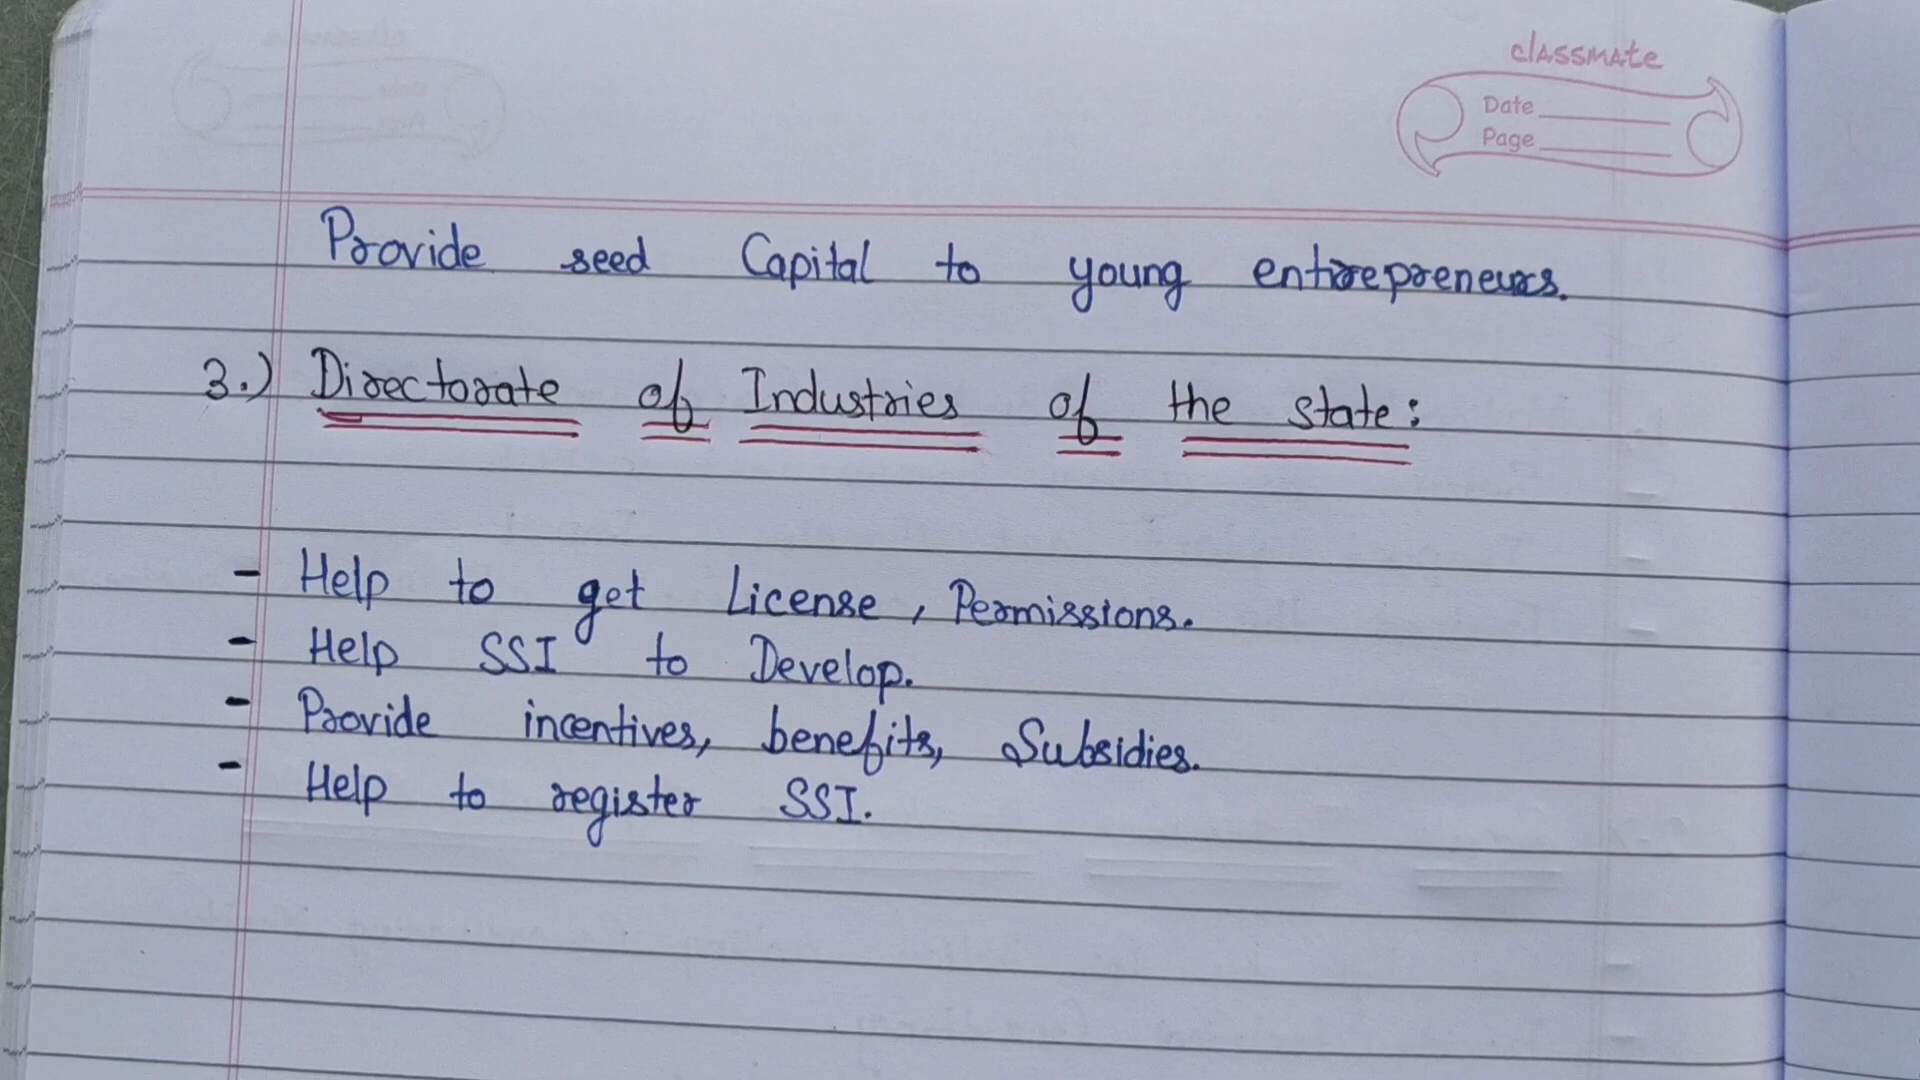 classmate
Date
Page
Provide seed Capital to young entrepreneurs.
3.) Directorate of Industries of the state:
- Help to get License, Permissions.
- Help SSI to Develop.
- Provide incentives, benefits, Subsidies.
- Help to register SSI.